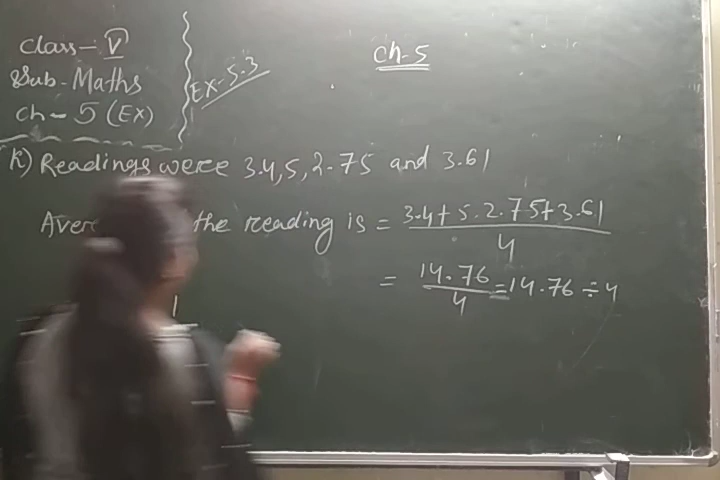 Class - V
Sub - Maths
Ch - 5 (Ex)
Ex - 5.3
Ch-5
K) Readings were 3.4, 5, 2.75 and 3.61
the reading is = 3.4 + 5.2.75 + 3.61 / 4
= 14.76 / 4 = 14.76 ÷ 4